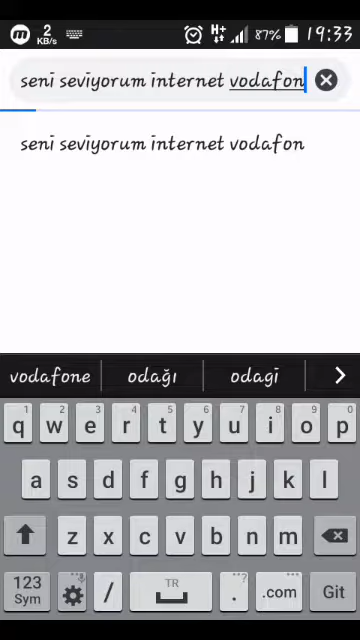 2 KB/s H+ 87% 19:33
seni seviyorum internet vodafon
seni seviyorum internet vodafon
vodafone odağı odagi
1 2 3 4 5 6 7 8 9 0
q w e r t y u i o p
a s d f g h j k l
z x c v b n m
123 Sym / TR . ...? .com Git